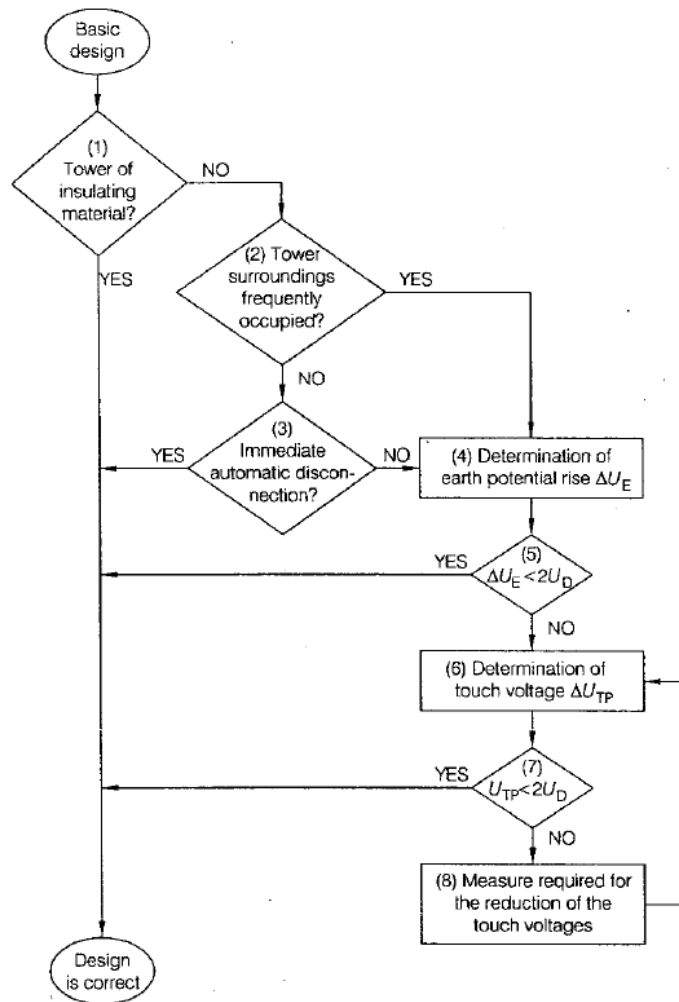 Basic
design
(1)
Tower of
insulating
material?
NO
YES
(2) Tower
surroundings
frequently
occupied?
YES
NO
(3)
Immediate
automatic discon-
nection?
YES
NO
(4) Determination of
earth potential rise ΔU_E
(5)
ΔU_E<2U_D
YES
NO
(6) Determination of
touch voltage ΔU_TP
(7)
U_TP<2U_D
YES
NO
(8) Measure required for
the reduction of the
touch voltages
Design
is correct